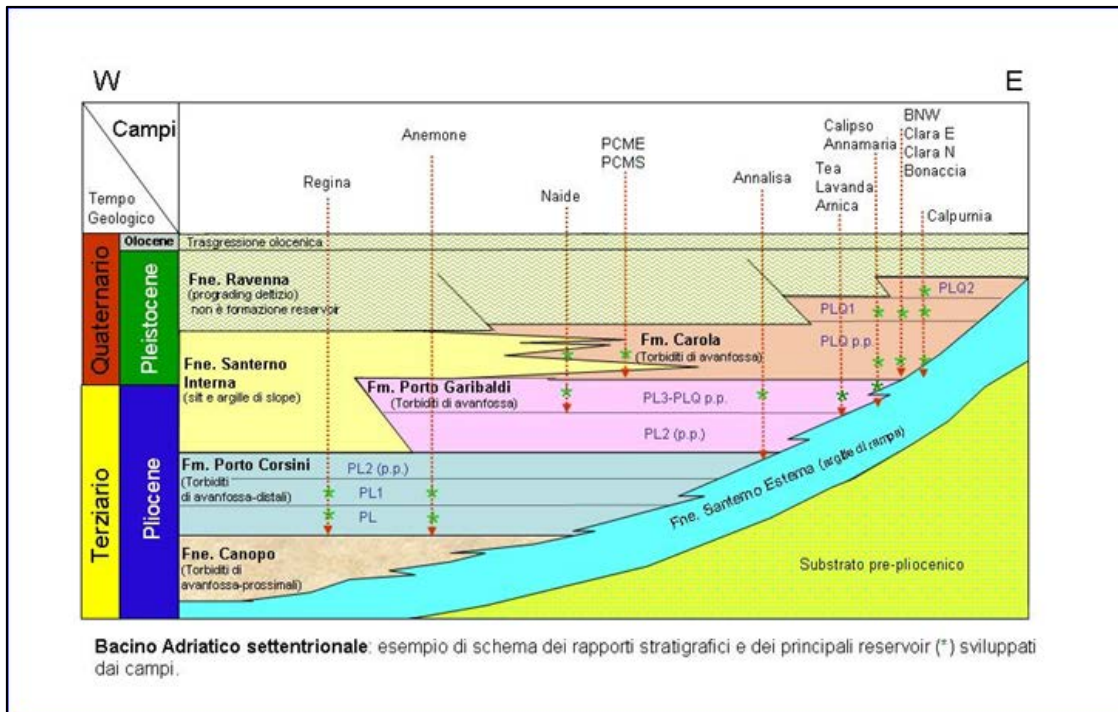 W
E
Campi
Tempo
Geologico
Regina
Anemone
Naide
PCME
PCMS
Annalisa
Tea
Lavanda
Arnica
Calipso
Annamaria
BNW
Clara E
Clara N
Bonaccia
Calpurnia
Quaternario
Terziario
Olocene
Pleistocene
Pliocene
Trasgressione olocenica
Fne. Ravenna
(prograding deltizio)
non è formazione reservoir
PLQ2
PLQ1
PLQ p.p.
Fm. Carola
(Torbiditi di avanfossa)
Fne. Santerno
Interna
(silt e argille di slope)
Fm. Porto Garibaldi
(Torbiditi di avanfossa)
PL3-PLQ p.p.
PL2 (p.p.)
Fm. Porto Corsini
(Torbiditi
di avanfossa-distali)
PL2 (p.p.)
PL1
PL
Fne. Canopo
(Torbiditi di
avanfossa-prossimali)
Fne. Santerno Esterna (argille di rampa)
Substrato pre-pliocenico
Bacino Adriatico settentrionale: esempio di schema dei rapporti stratigrafici e dei principali reservoir (*) sviluppati
dai campi.